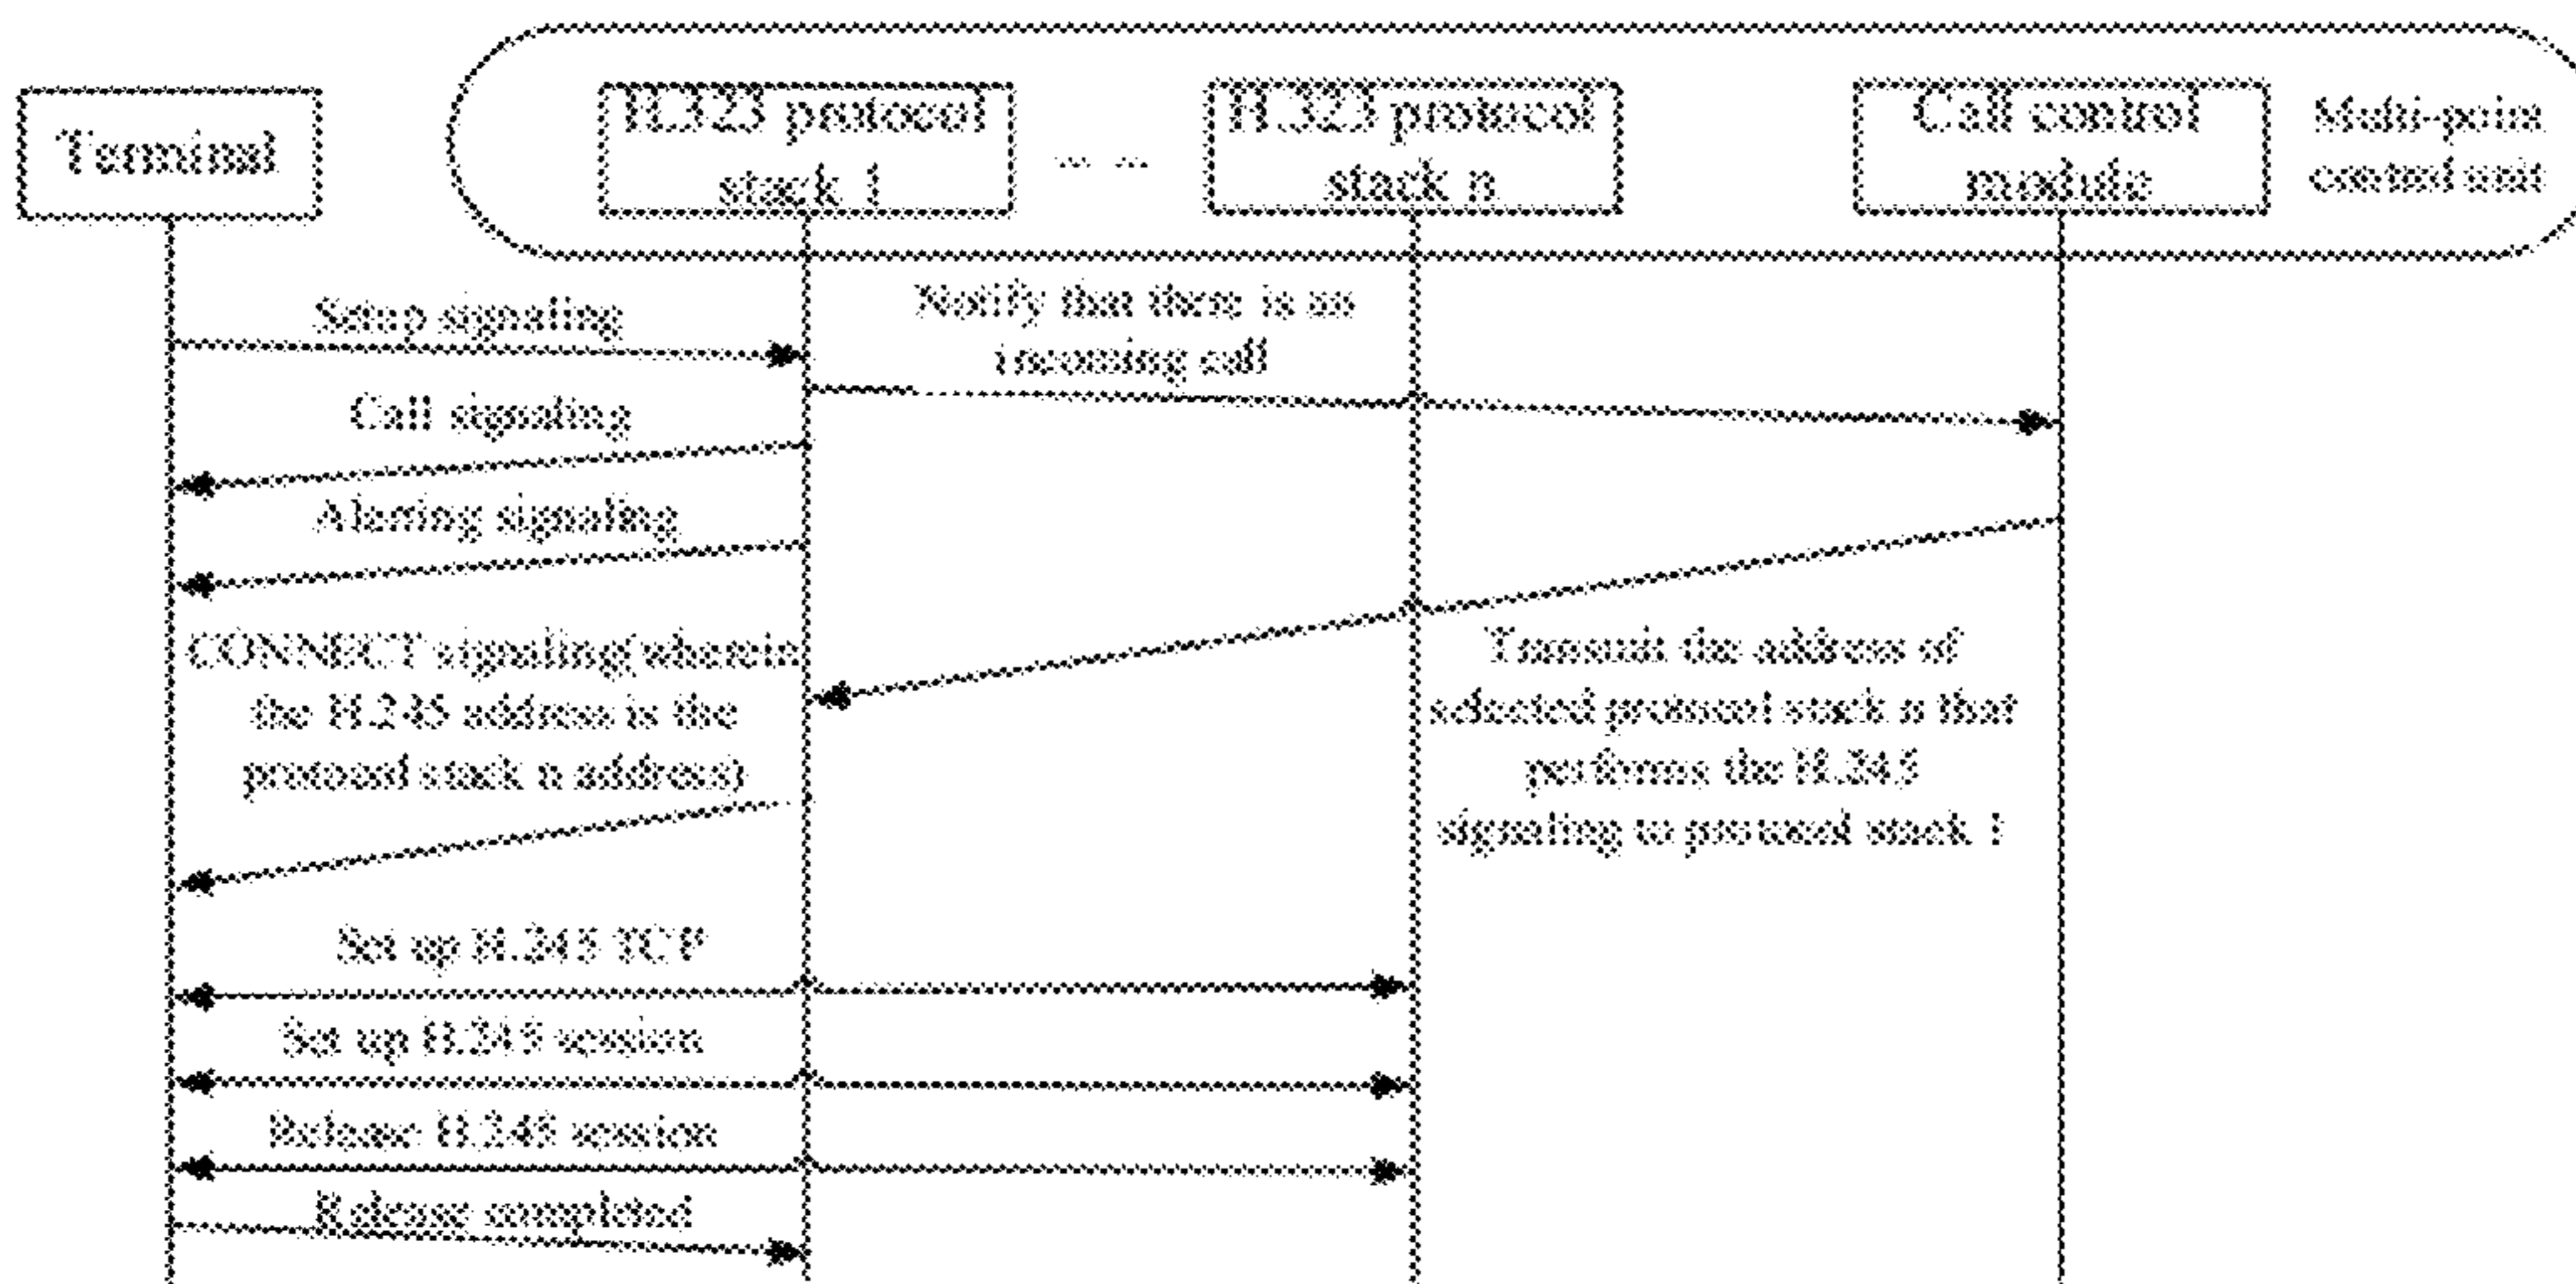 Terminal
H.323 protocol
stack 1
... ...
H.323 protocol
stack n
Call control
module
Multi-point
control unit
Setup signaling
Notify that there is an
incoming call
Call signaling
Alerting signaling
CONNECT signaling(wherein
the H.245 address is the
protocol stack n address)
Transmit the address of
selected protocol stack n that
performs the H.245
signaling to protocol stack 1
Set up H.245 TCP
Set up H.245 session
Release H.245 session
Release completed